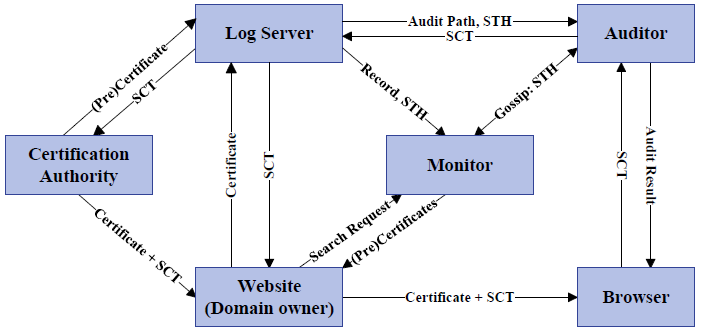 Log Server
Audit Path, STH
SCT
Auditor
(Pre)Certificate
SCT
Record, STH
Gossip: STH
Certification
Authority
Certificate
SCT
Monitor
SCT
Audit Result
Certificate + SCT
Search Request
(Pre)Certificates
Website
(Domain owner)
Certificate + SCT
Browser